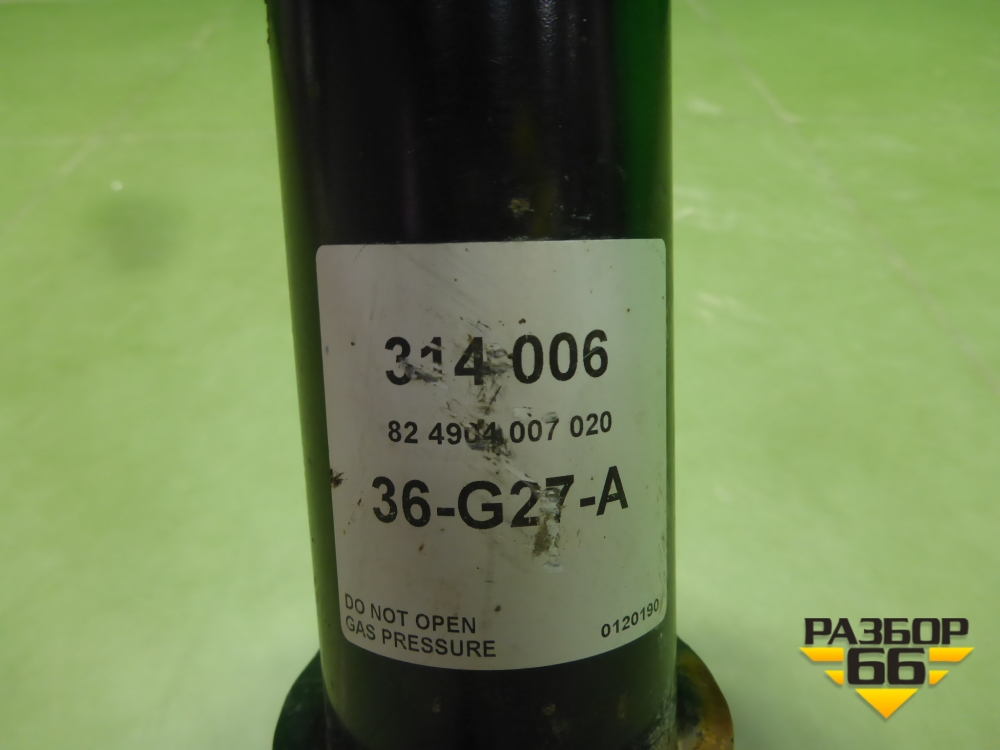 314 006
82 4904 007 020
36-G27-A
DO NOT OPEN
GAS PRESSURE
0120190
РАЗБОР
66